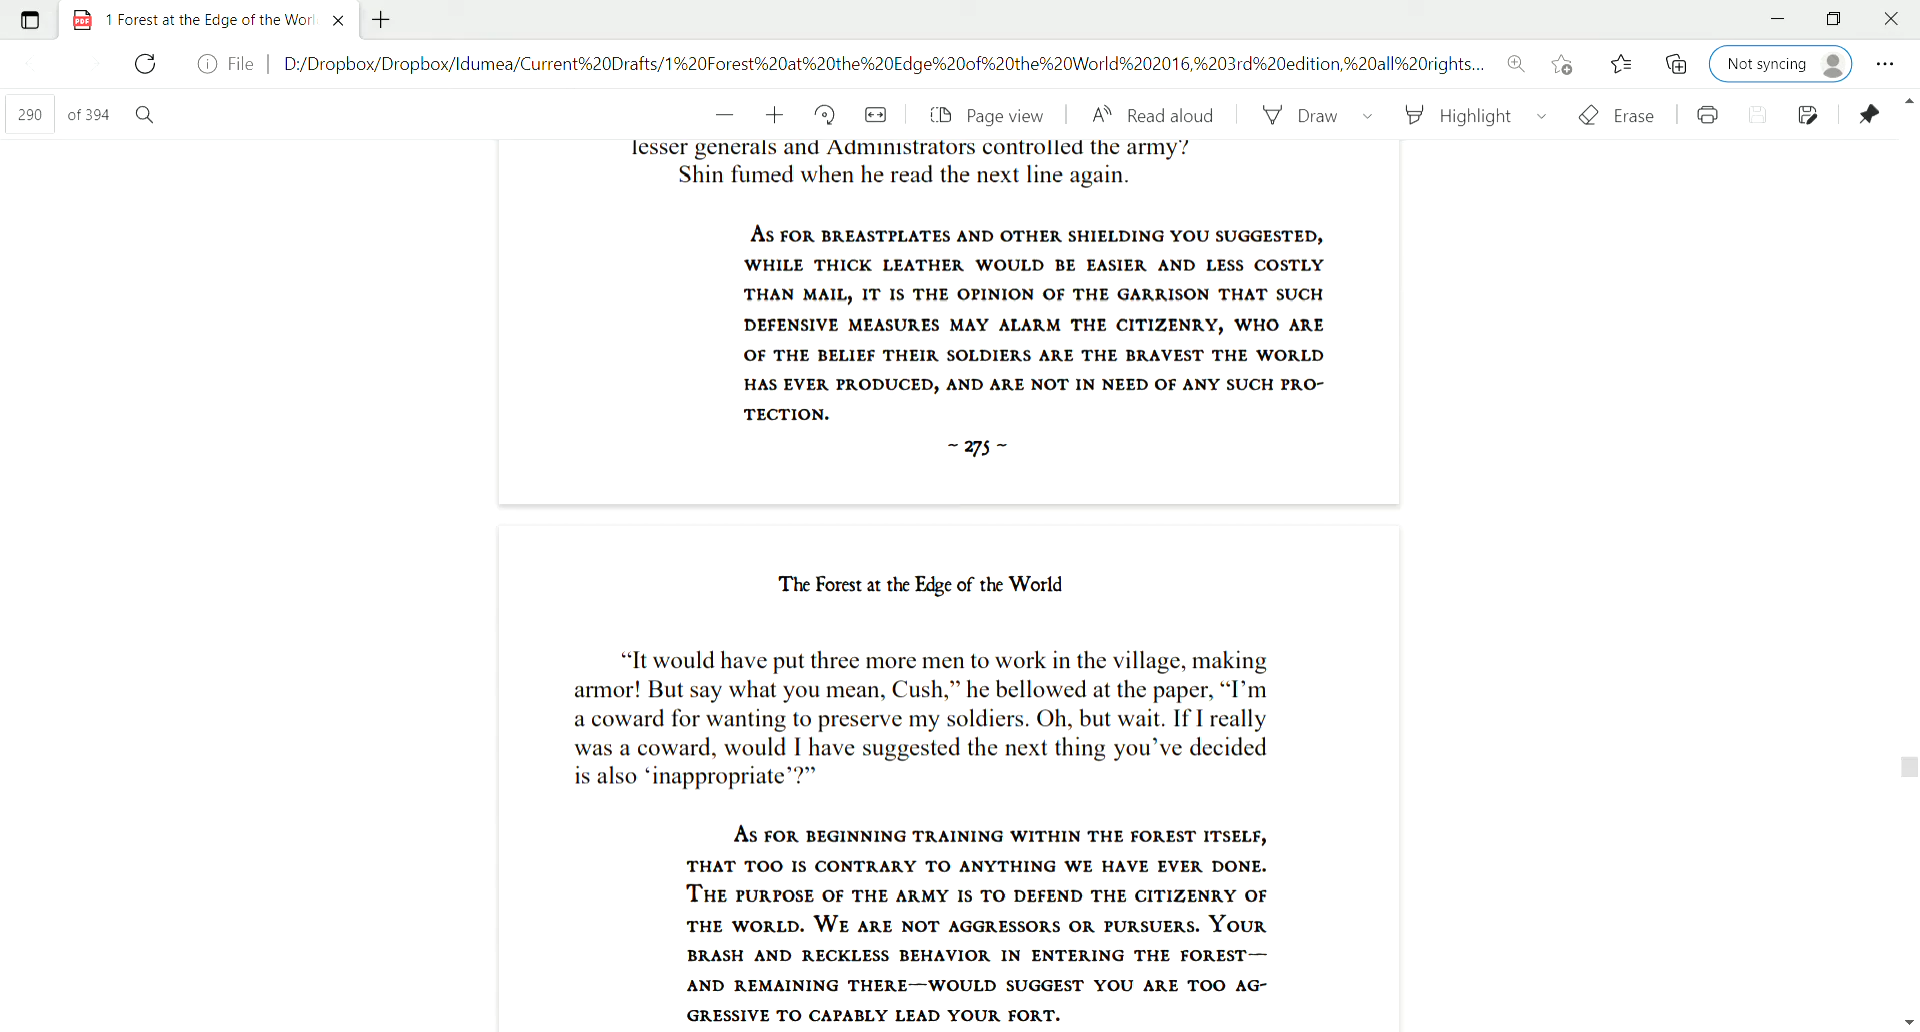 1 Forest at the Edge of the Worl
File
D:/Dropbox/Dropbox/Idumea/Current%20Drafts/1%20Forest%20at%20the%20Edge%20of%20the%20World%202016,%203rd%20edition,%20all%20rights...
Not syncing
290 of 394
Page view
Read aloud
Draw
Highlight
Erase
lesser generals and Administrators controlled the army?
Shin fumed when he read the next line again.
As for breastplates and other shielding you suggested,
while thick leather would be easier and less costly
than mail, it is the opinion of the garrison that such
defensive measures may alarm the citizenry, who are
of the belief their soldiers are the bravest the world
has ever produced, and are not in need of any such pro-
tection.
~ 275 ~
The Forest at the Edge of the World
“It would have put three more men to work in the village, making
armor! But say what you mean, Cush,” he bellowed at the paper, “I’m
a coward for wanting to preserve my soldiers. Oh, but wait. If I really
was a coward, would I have suggested the next thing you’ve decided
is also ‘inappropriate’?”
As for beginning training within the forest itself,
that too is contrary to anything we have ever done.
The purpose of the army is to defend the citizenry of
the world. We are not aggressors or pursuers. Your
brash and reckless behavior in entering the forest—
and remaining there—would suggest you are too ag-
gressive to capably lead your fort.